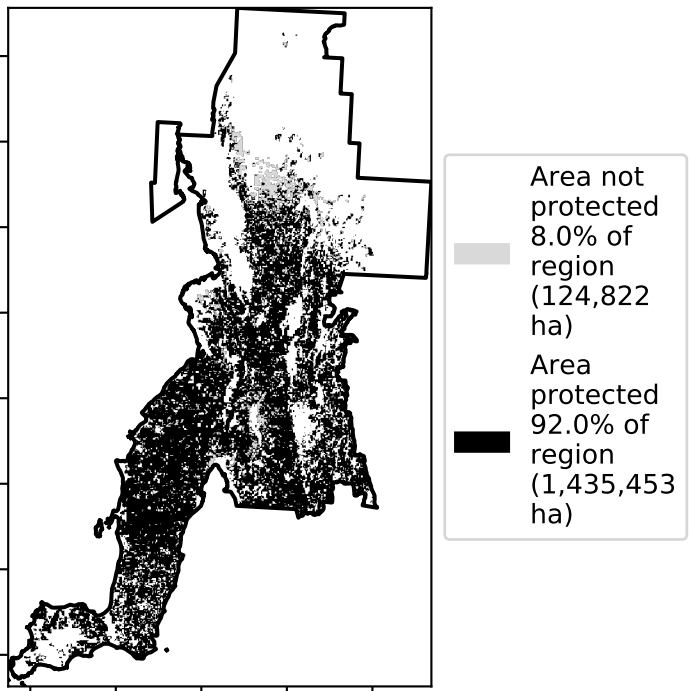 Area not
protected
8.0% of
region
(124,822
ha)
Area
protected
92.0% of
region
(1,435,453
ha)